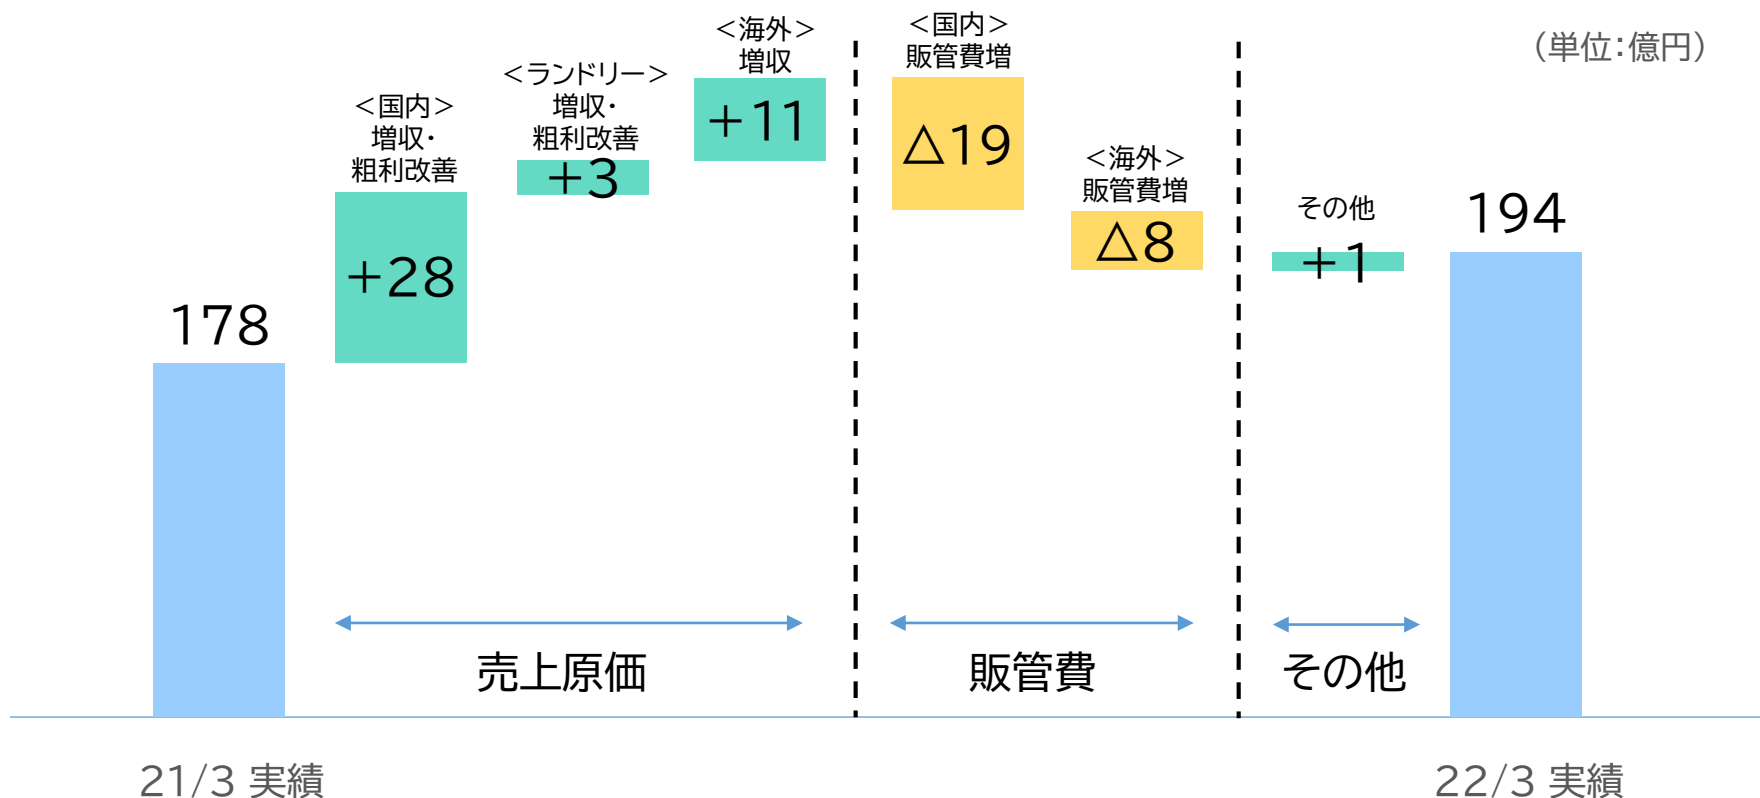 （単位：億円）
178
＜国内＞
増収・
粗利改善
+28
＜ランドリー＞
増収・
粗利改善
+3
＜海外＞
増収
+11
＜国内＞
販管費増
△19
＜海外＞
販管費増
△8
その他
+1
194
売上原価
販管費
その他
21/3 実績
22/3 実績